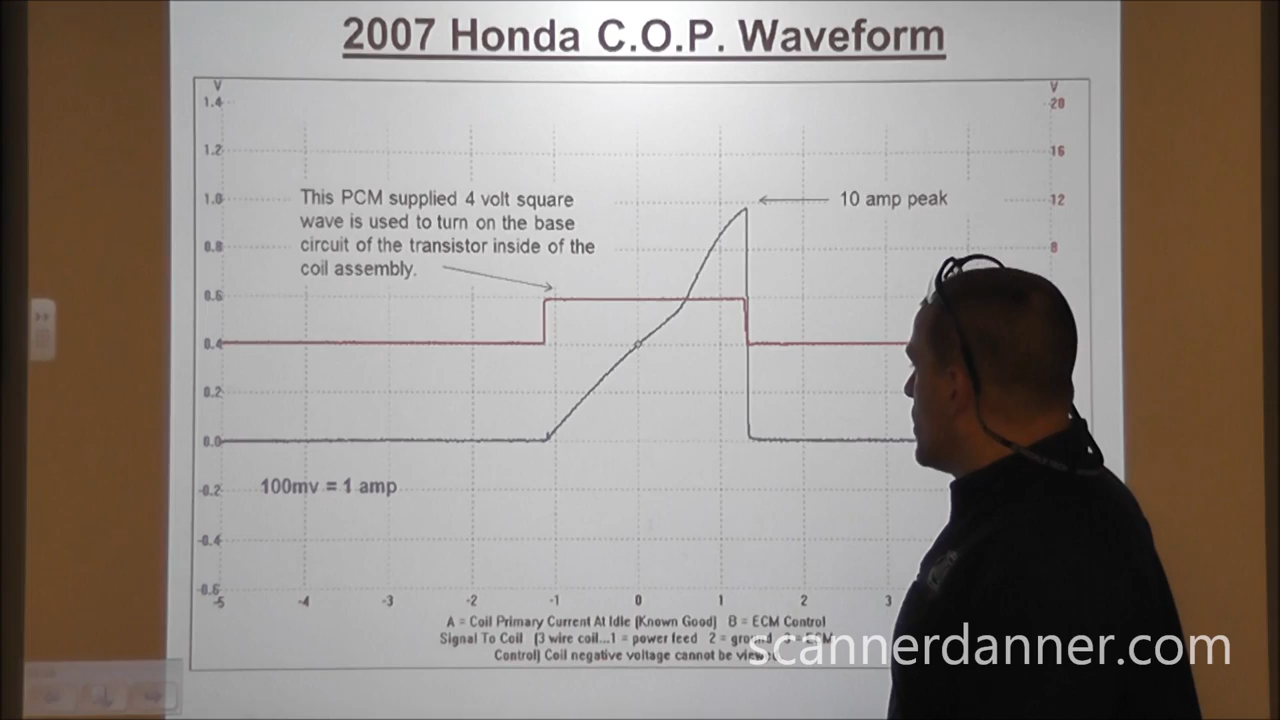 2007 Honda C.O.P. Waveform
V
V
1.4
20
1.2
16
1.0
12
This PCM supplied 4 volt square
wave is used to turn on the base
circuit of the transistor inside of the
coil assembly.
10 amp peak
0.8
8
0.6
0.4
0.2
0.0
100mv = 1 amp
-0.2
-0.4
-0.6
-5 -4 -3 -2 -1 0 1 2 3
A = Coil Primary Current At Idle (Known Good) B = ECM Control
Signal To Coil (3 wire coil...1 = power feed 2 = ground 3 = ECM
Control) Coil negative voltage cannot be
scannerdanner.com